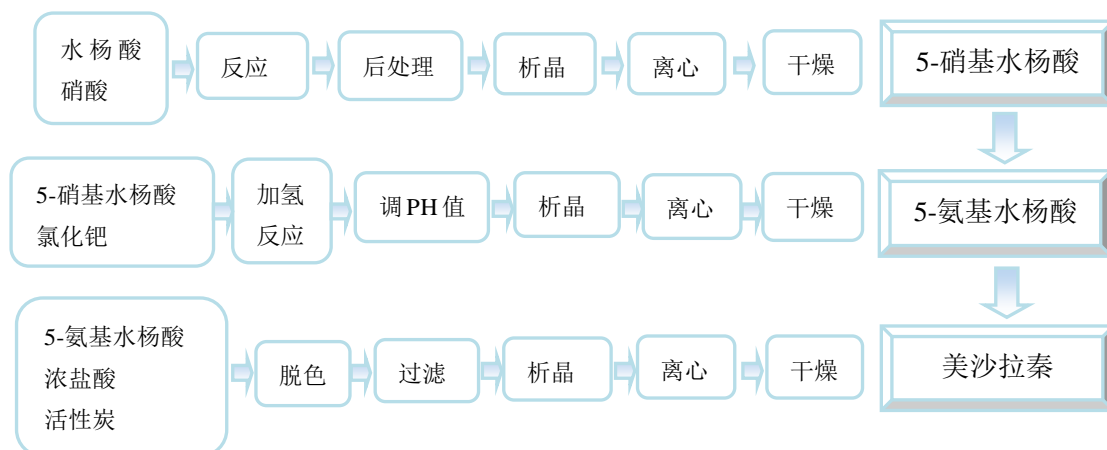 水杨酸
硝酸
反应
后处理
析晶
离心
干燥
5-硝基水杨酸
5-硝基水杨酸
氯化钯
加氢
反应
调PH值
析晶
离心
干燥
5-氨基水杨酸
5-氨基水杨酸
浓盐酸
活性炭
脱色
过滤
析晶
离心
干燥
美沙拉秦